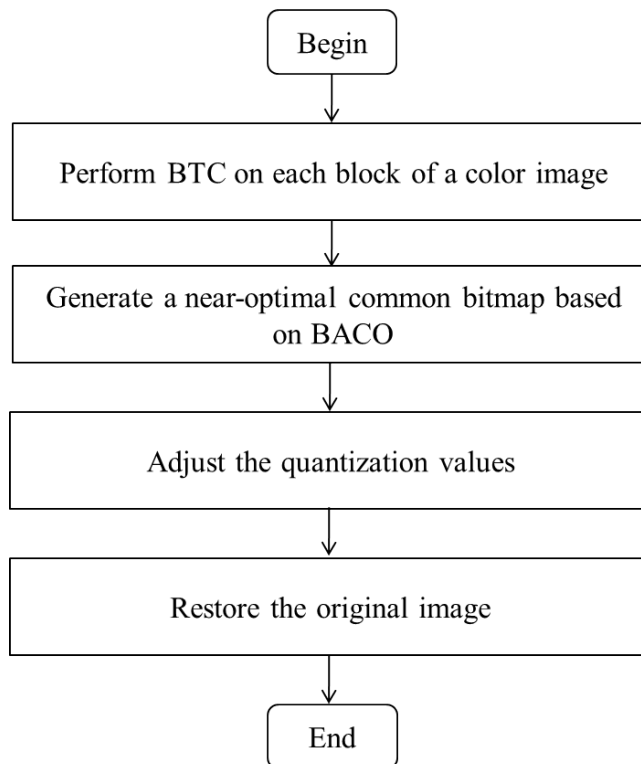 Begin
Perform BTC on each block of a color image
Generate a near-optimal common bitmap based
on BACO
Adjust the quantization values
Restore the original image
End